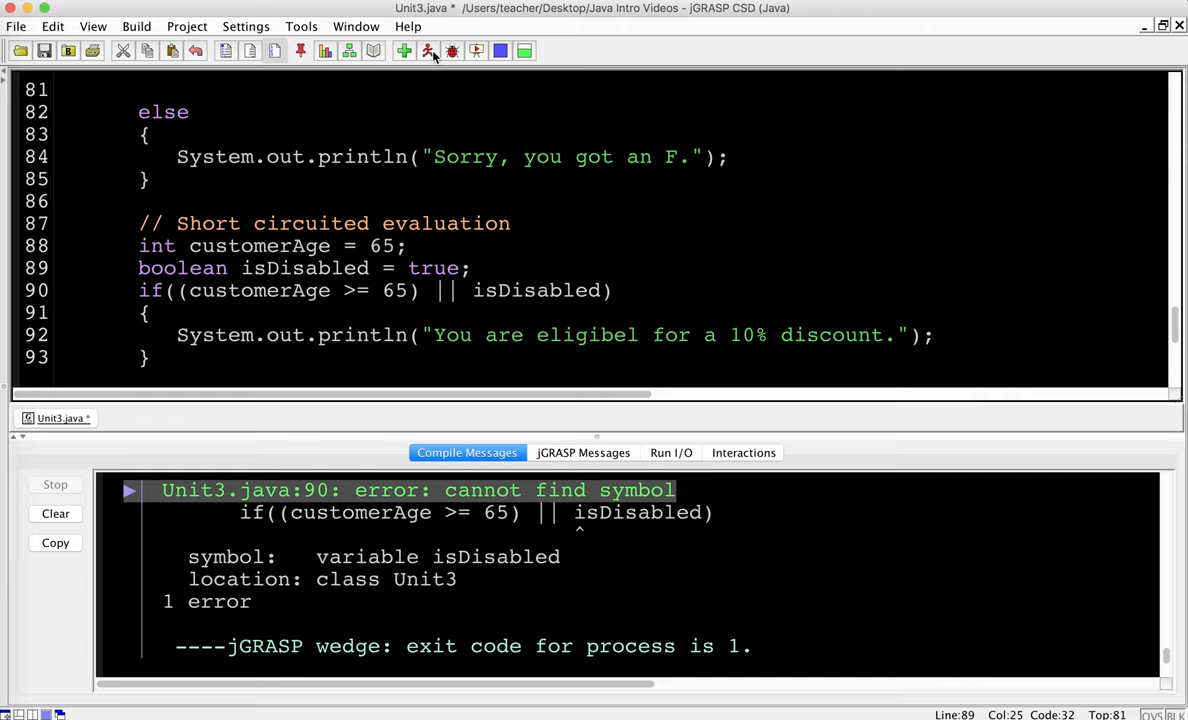 Unit3.java * /Users/teacher/Desktop/Java Intro Videos - jGRASP CSD (Java)
File Edit View Build Project Settings Tools Window Help
81
82 else
83 {
84 System.out.println("Sorry, you got an F.");
85 }
86
87 // Short circuited evaluation
88 int customerAge = 65;
89 boolean isDisabled = true;
90 if((customerAge >= 65) || isDisabled)
91 {
92 System.out.println("You are eligibel for a 10% discount.");
93 }
Unit3.java *
Compile Messages jGRASP Messages Run I/O Interactions
Stop
Clear
Copy
Unit3.java:90: error: cannot find symbol
if((customerAge >= 65) || isDisabled)
^
symbol: variable isDisabled
location: class Unit3
1 error
----jGRASP wedge: exit code for process is 1.
Line:89 Col:25 Code:32 Top:81 OVS BLK